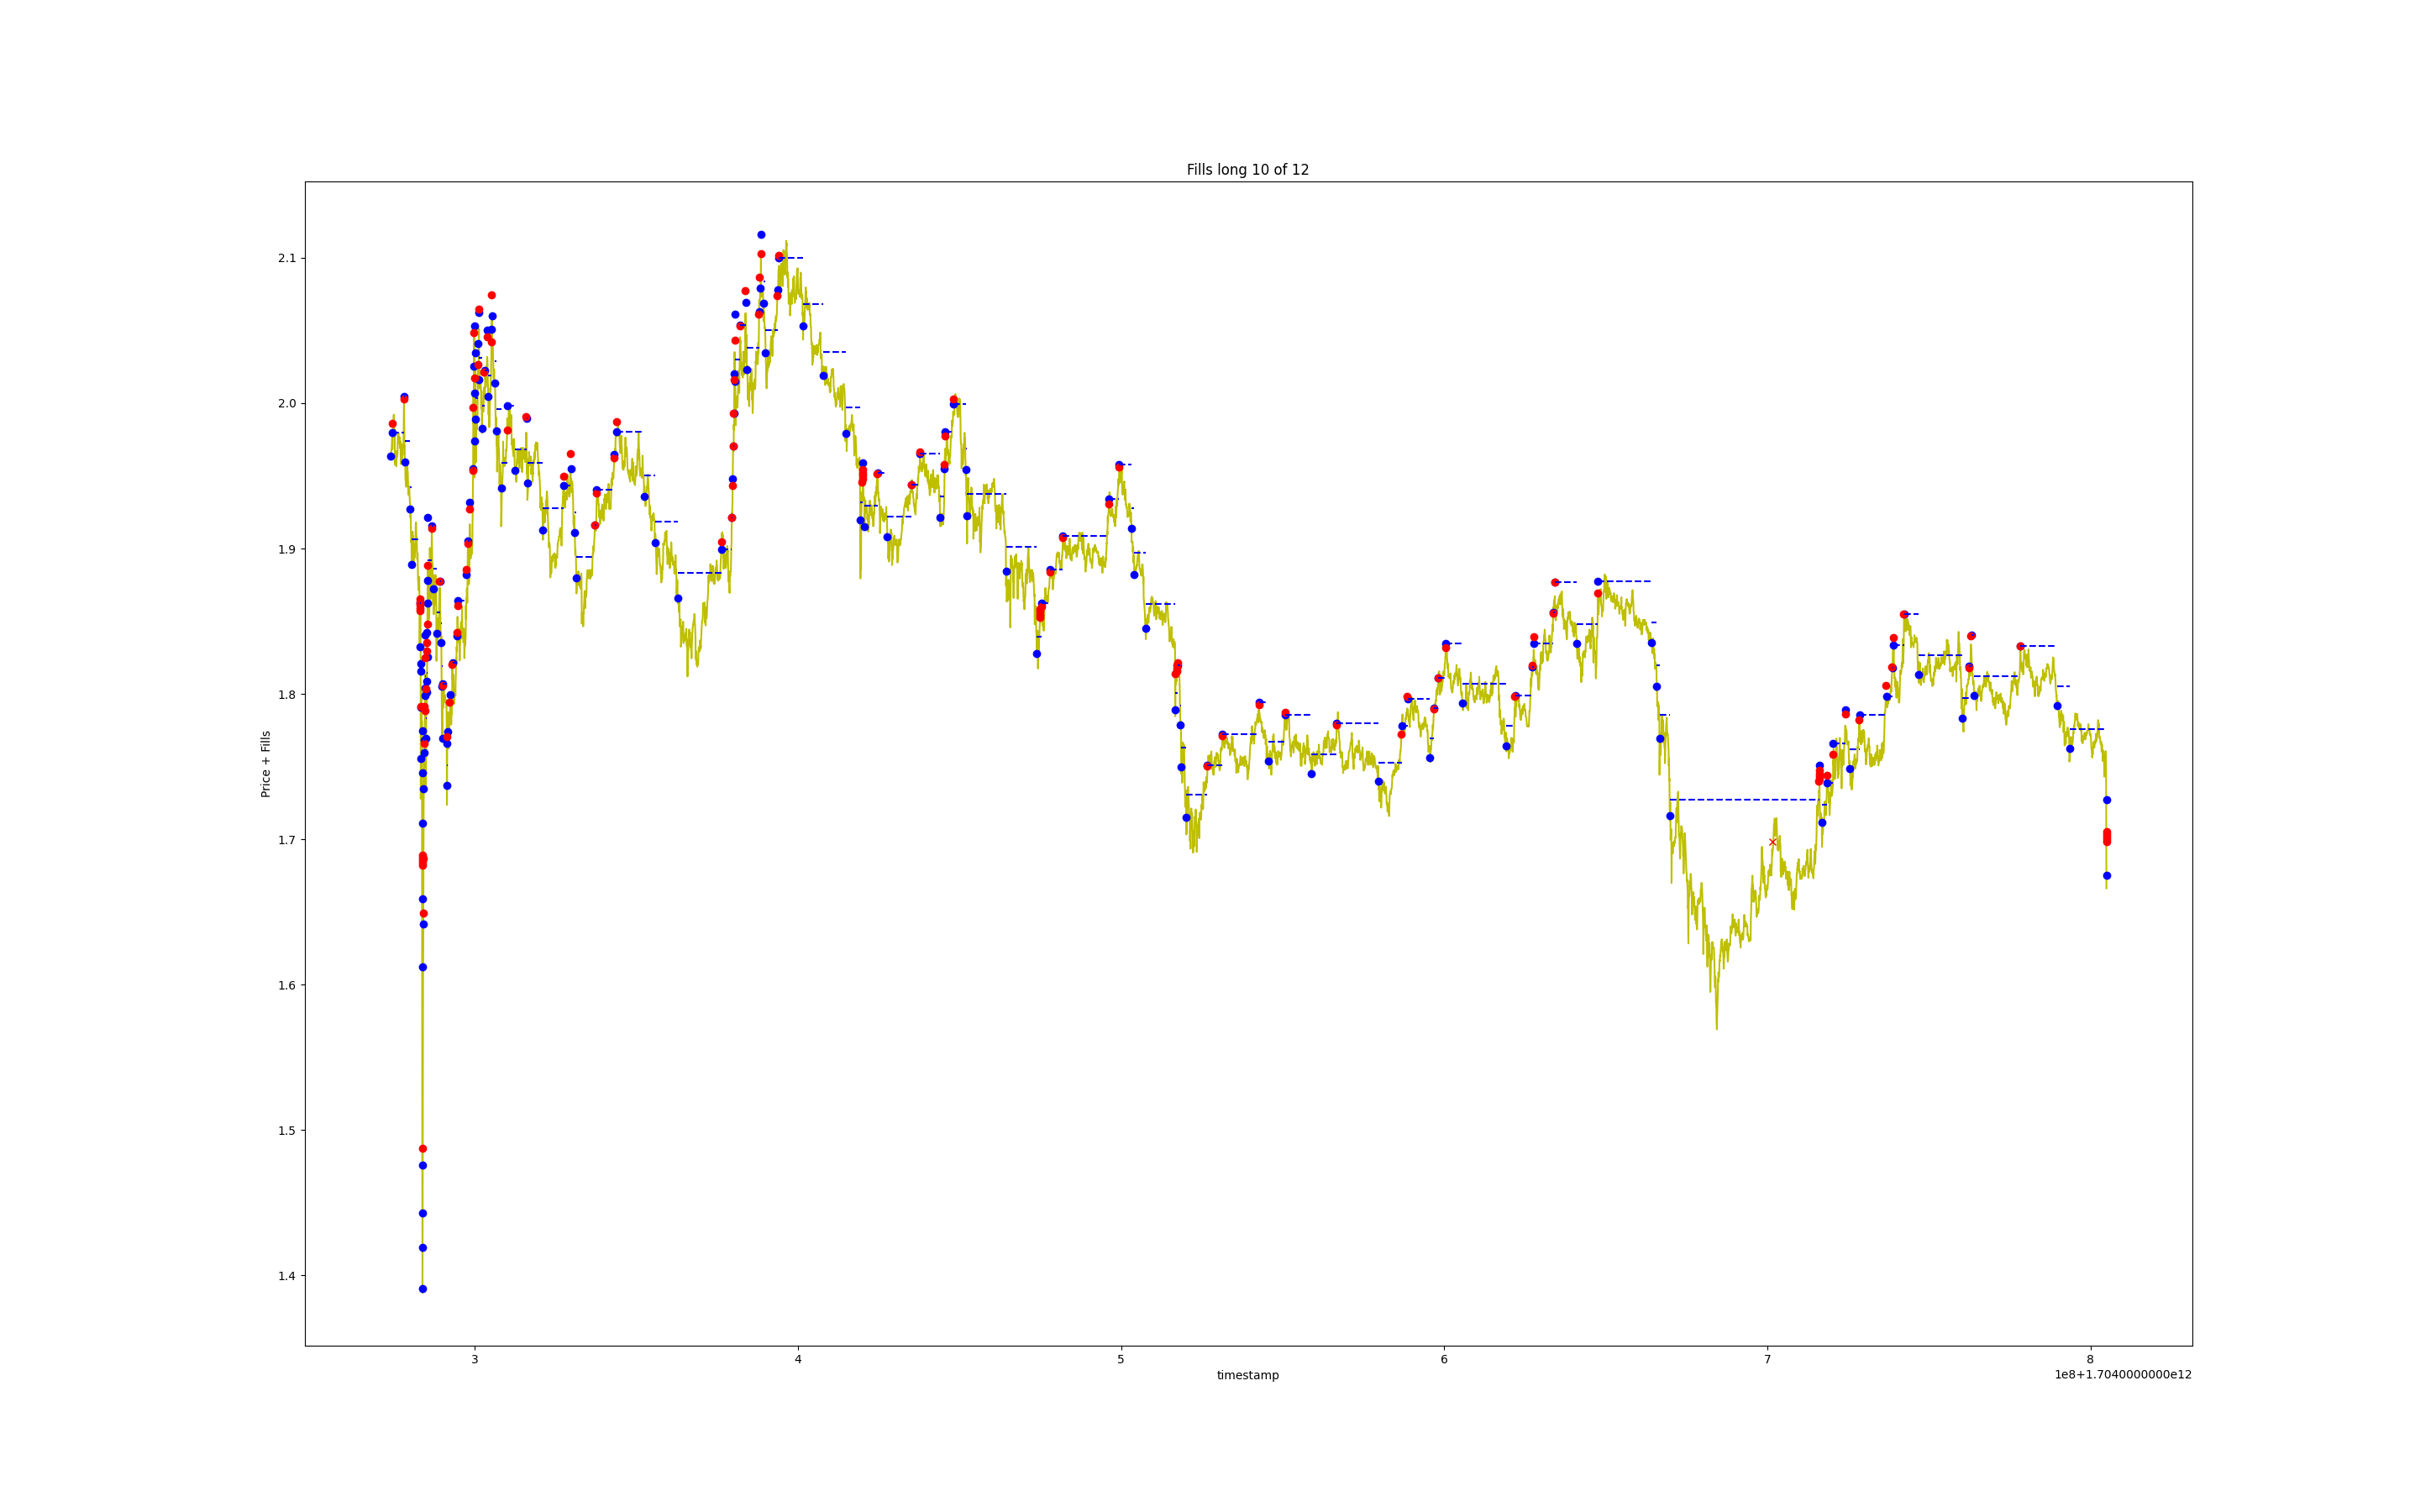 Fills long 10 of 12
Price + Fills
2.1
2.0
1.9
1.8
1.7
1.6
1.5
1.4
3 4 5 6 7 8
timestamp
1e8+1.7040000000e12